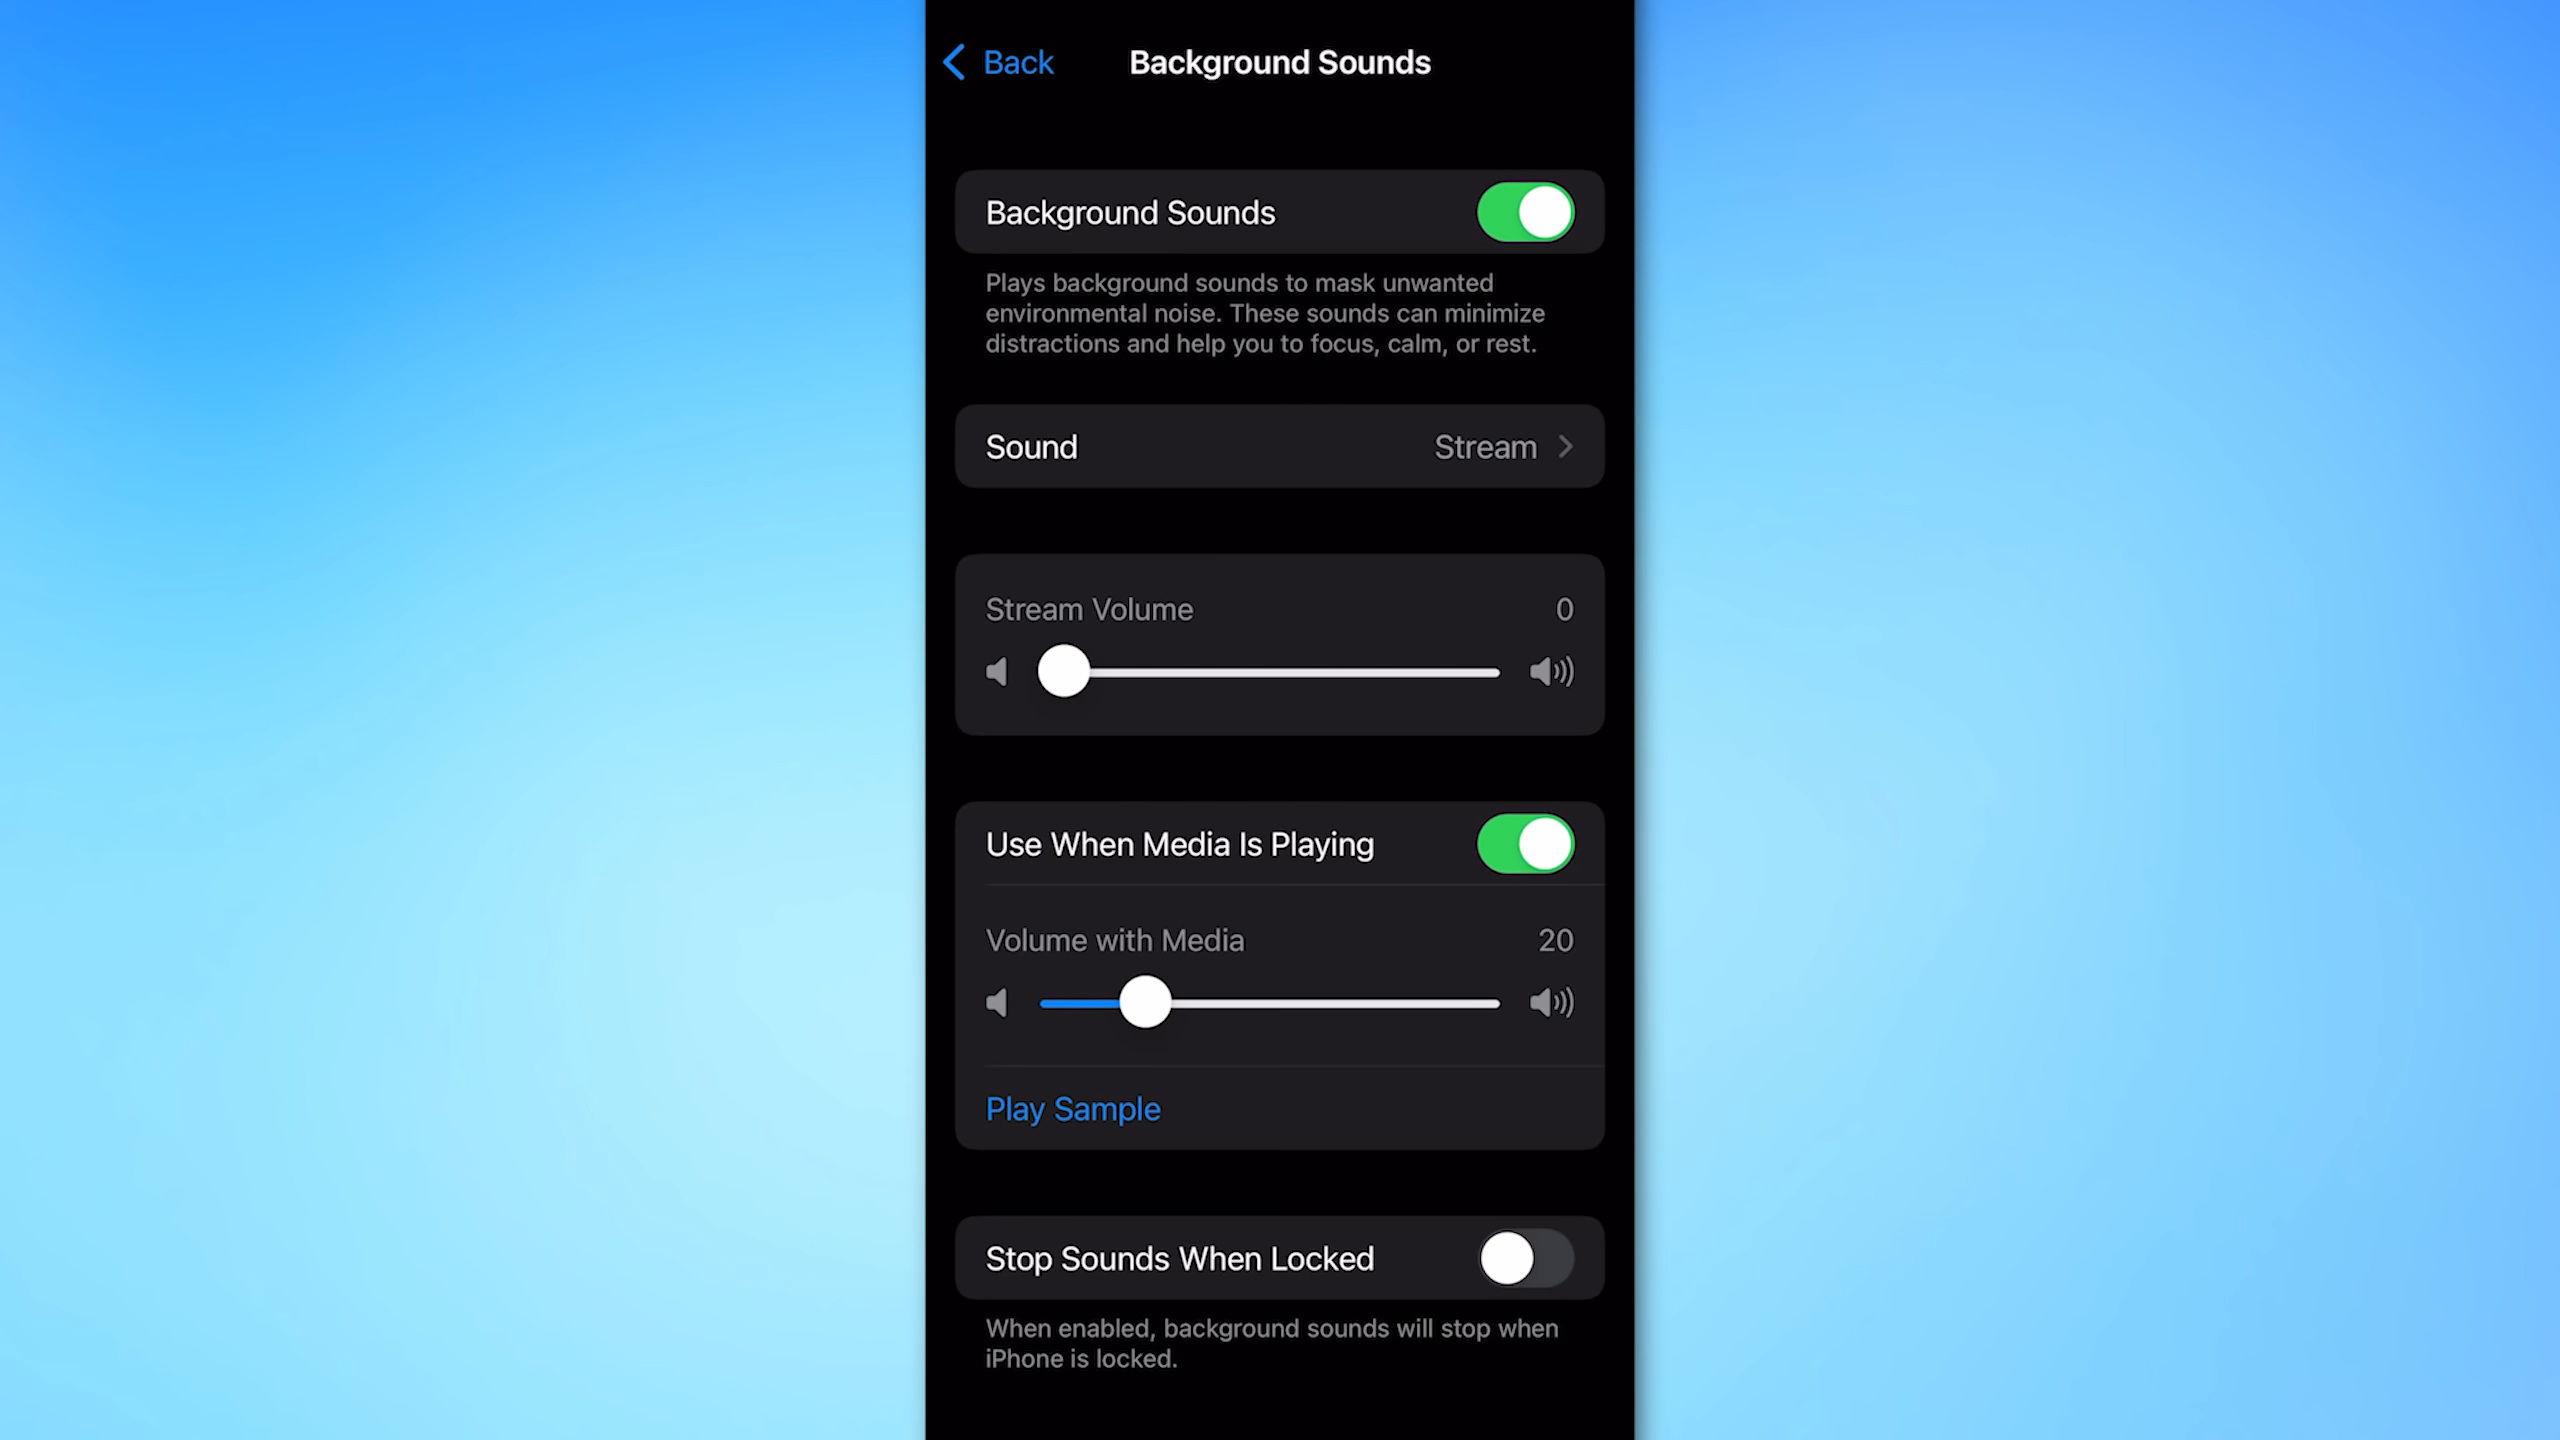 Back
Background Sounds
Background Sounds
Plays background sounds to mask unwanted
environmental noise. These sounds can minimize
distractions and help you to focus, calm, or rest.
Sound
Stream
Stream Volume
0
Use When Media Is Playing
Volume with Media
20
Play Sample
Stop Sounds When Locked
When enabled, background sounds will stop when
iPhone is locked.